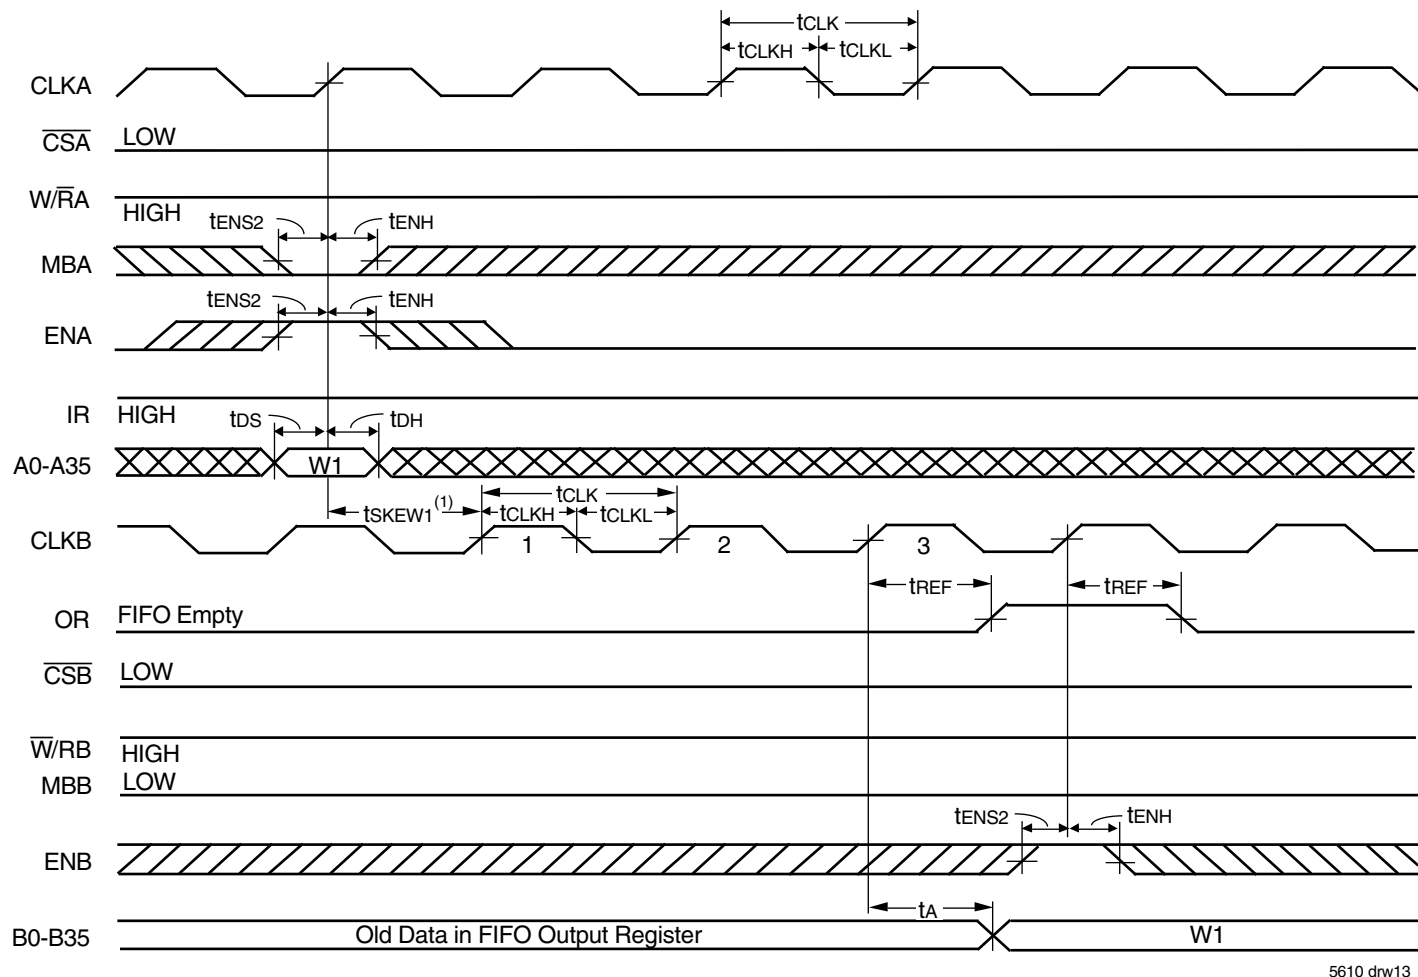 tCLK
tCLKH tCLKL
CLKA
CSA LOW
W/RA
HIGH
tENS2 tENH
MBA
tENS2 tENH
ENA
IR HIGH
tDS tDH
A0-A35 W1
tSKEW1(1) tCLK
tCLKH tCLKL
CLKB 1 2 3
tREF tREF
OR FIFO Empty
CSB LOW
W/RB HIGH
MBB LOW
tENS2 tENH
ENB
tA
B0-B35 Old Data in FIFO Output Register W1
5610 drw13